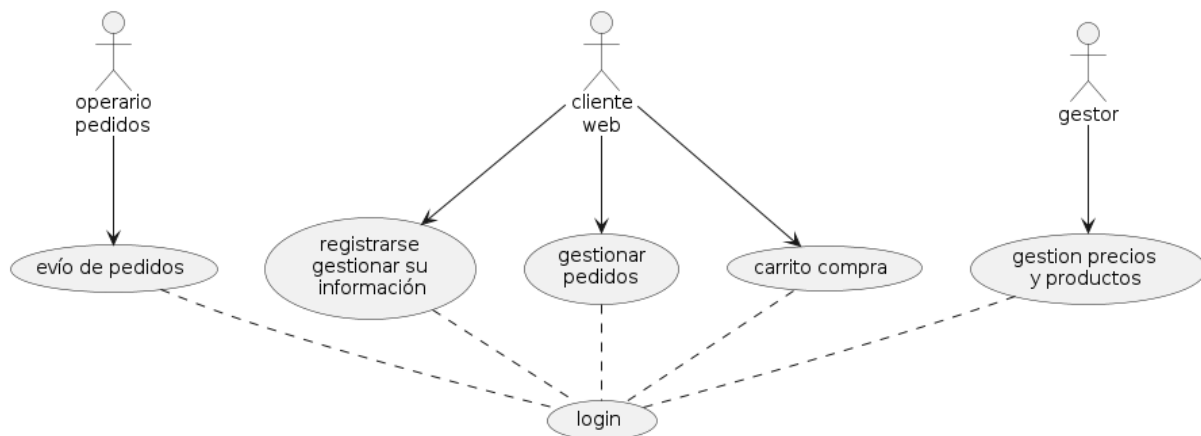 operario
pedidos
cliente
web
gestor
evío de pedidos
registrarse
gestionar su
información
gestionar
pedidos
carrito compra
gestion precios
y productos
login